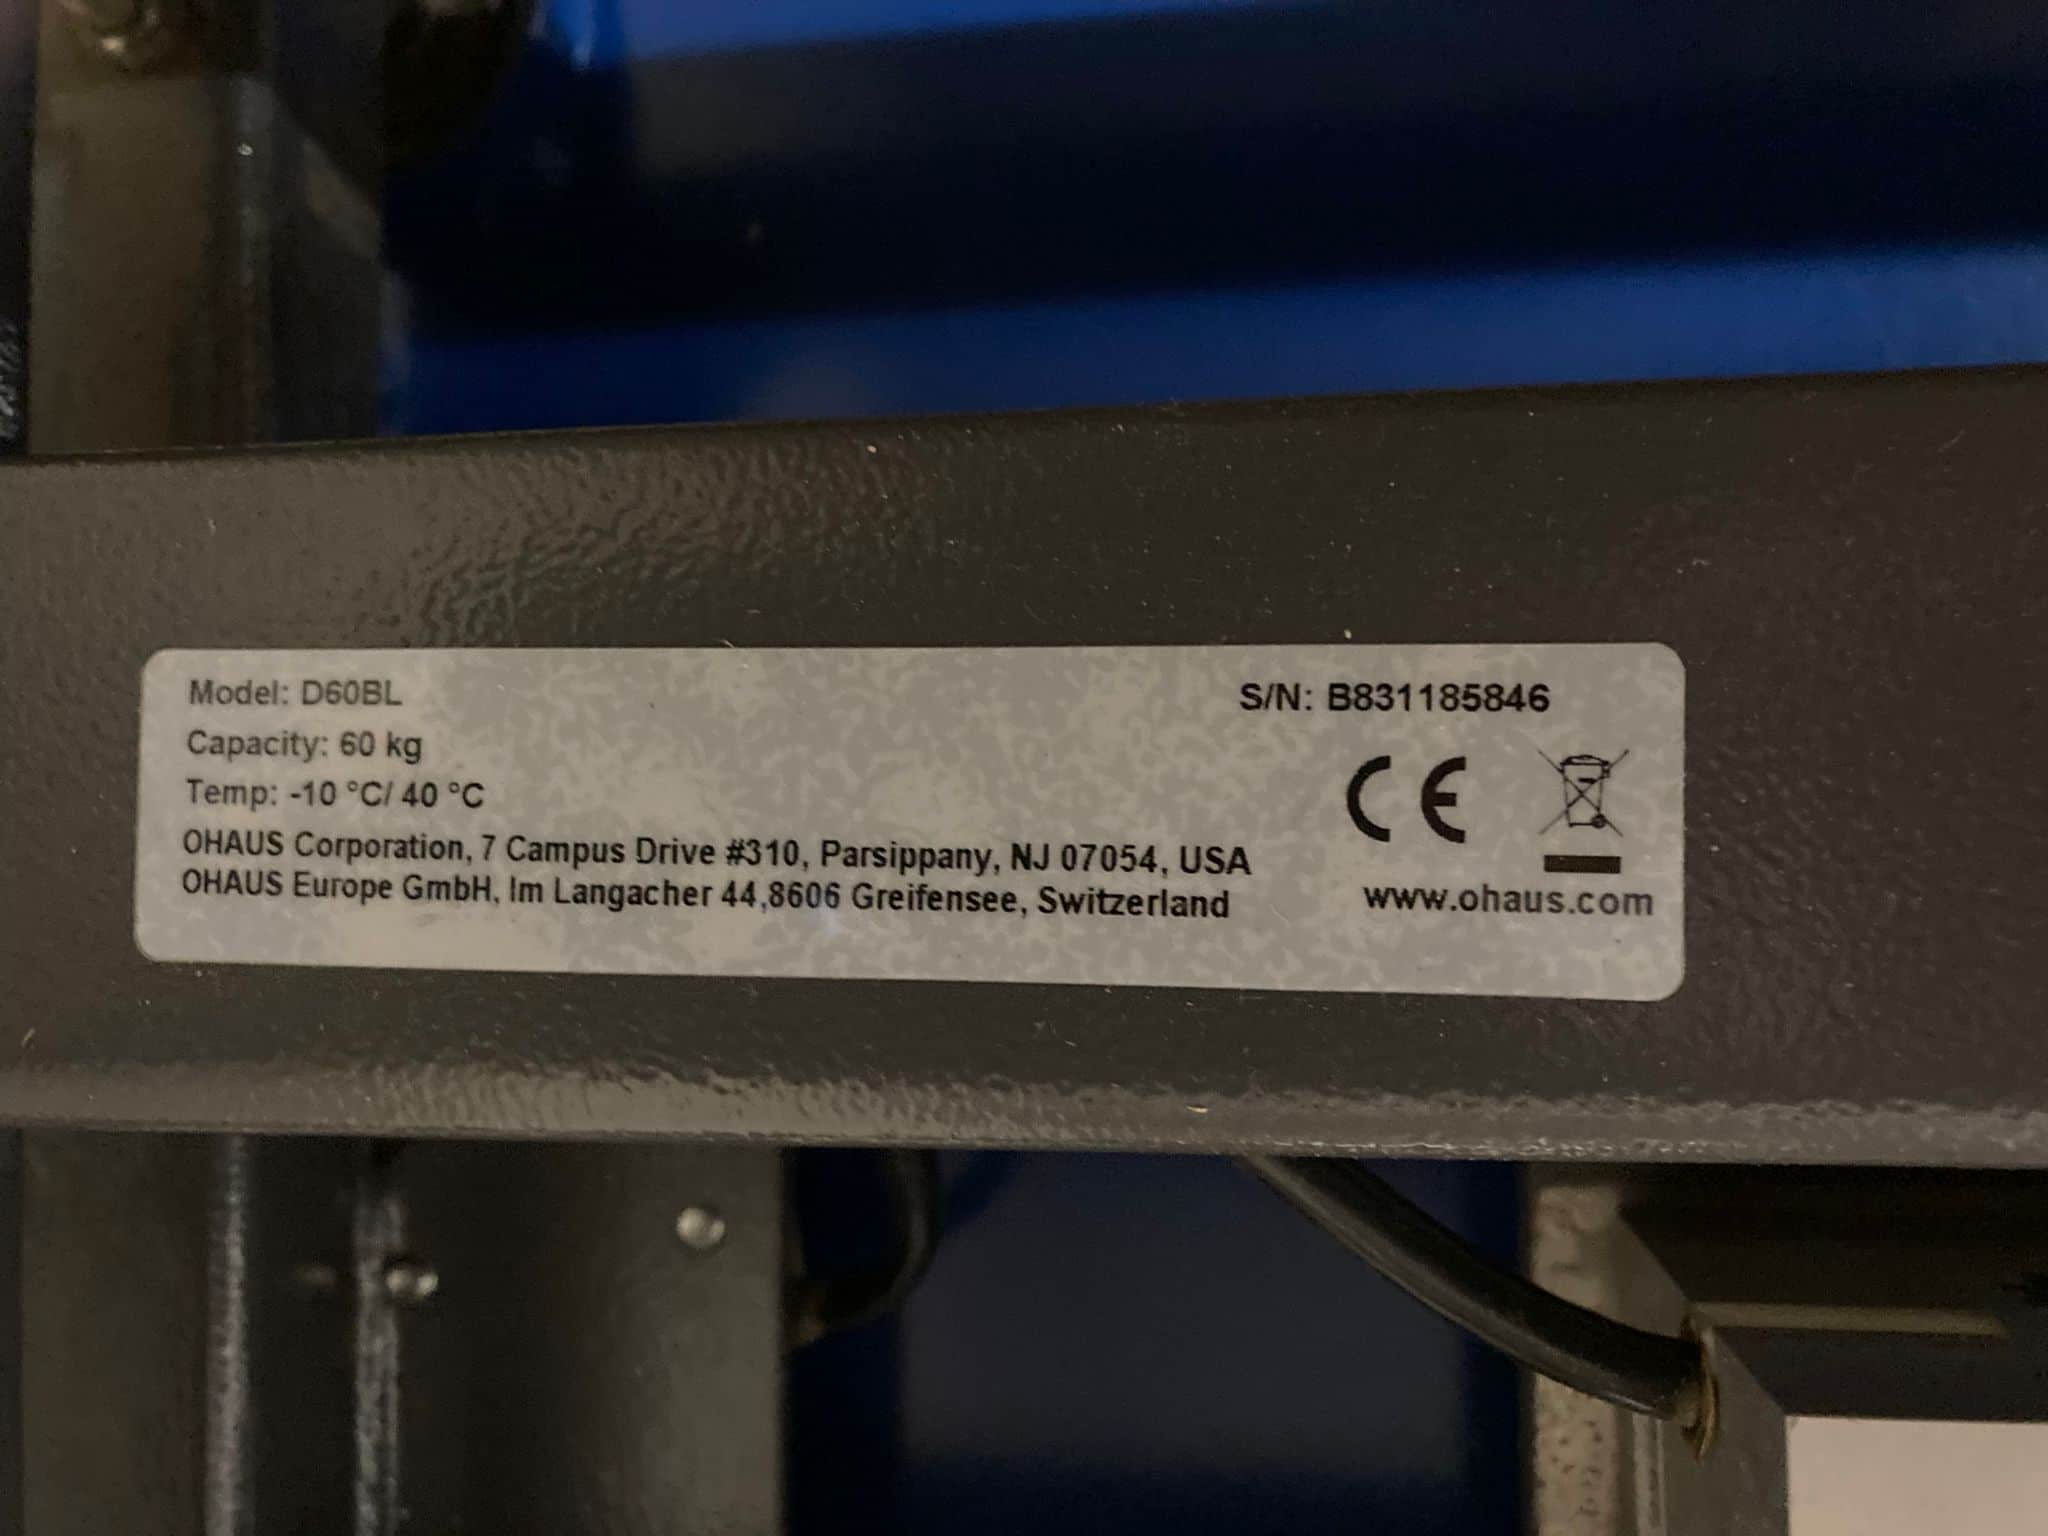 Model: D60BL
S/N: B831185846
Capacity: 60 kg
Temp: -10 °C/ 40 °C
CE
OHAUS Corporation, 7 Campus Drive #310, Parsippany, NJ 07054, USA
OHAUS Europe GmbH, Im Langacher 44,8606 Greifensee, Switzerland
www.ohaus.com